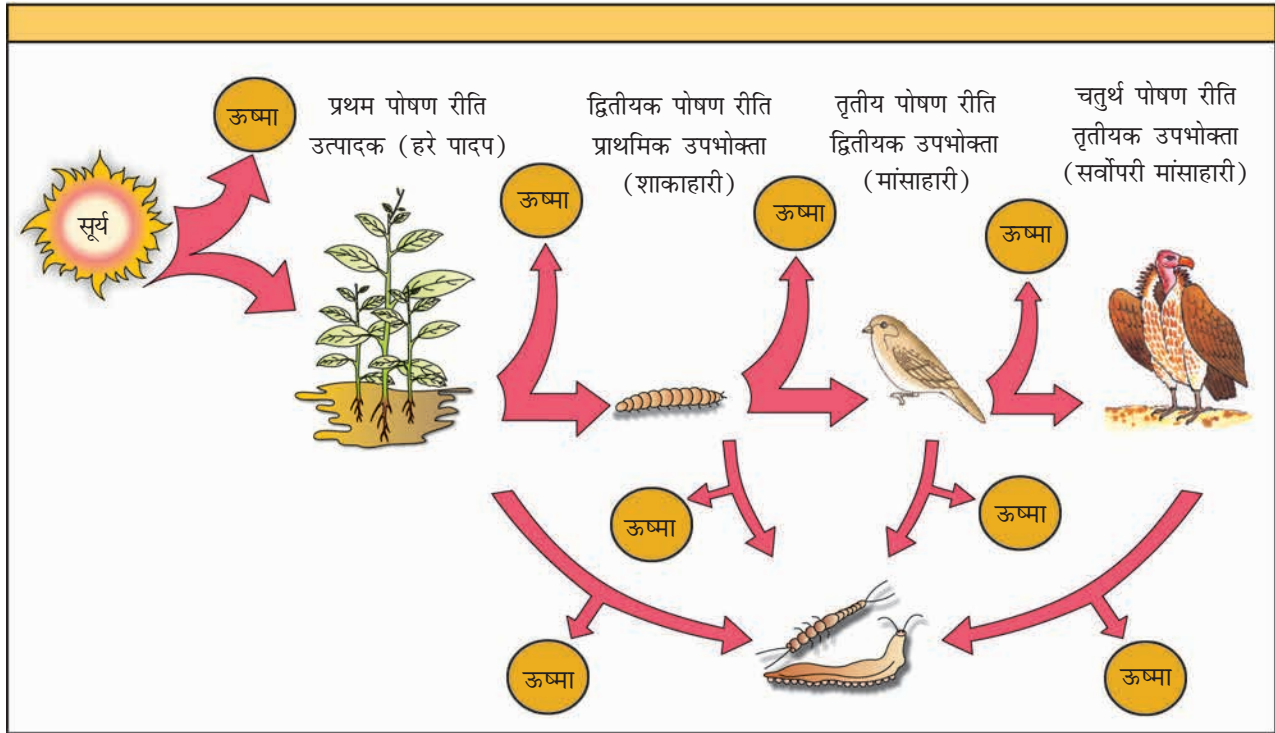 ऊष्मा
प्रथम पोषण रीति
उत्पादक (हरे पादप)
द्वितीयक पोषण रीति
प्राथमिक उपभोक्ता
(शाकाहारी)
तृतीय पोषण रीति
द्वितीयक उपभोक्ता
(मांसाहारी)
चतुर्थ पोषण रीति
तृतीयक उपभोक्ता
(सर्वोपरी मांसाहारी)
सूर्य
ऊष्मा
ऊष्मा
ऊष्मा
ऊष्मा
ऊष्मा
ऊष्मा
ऊष्मा